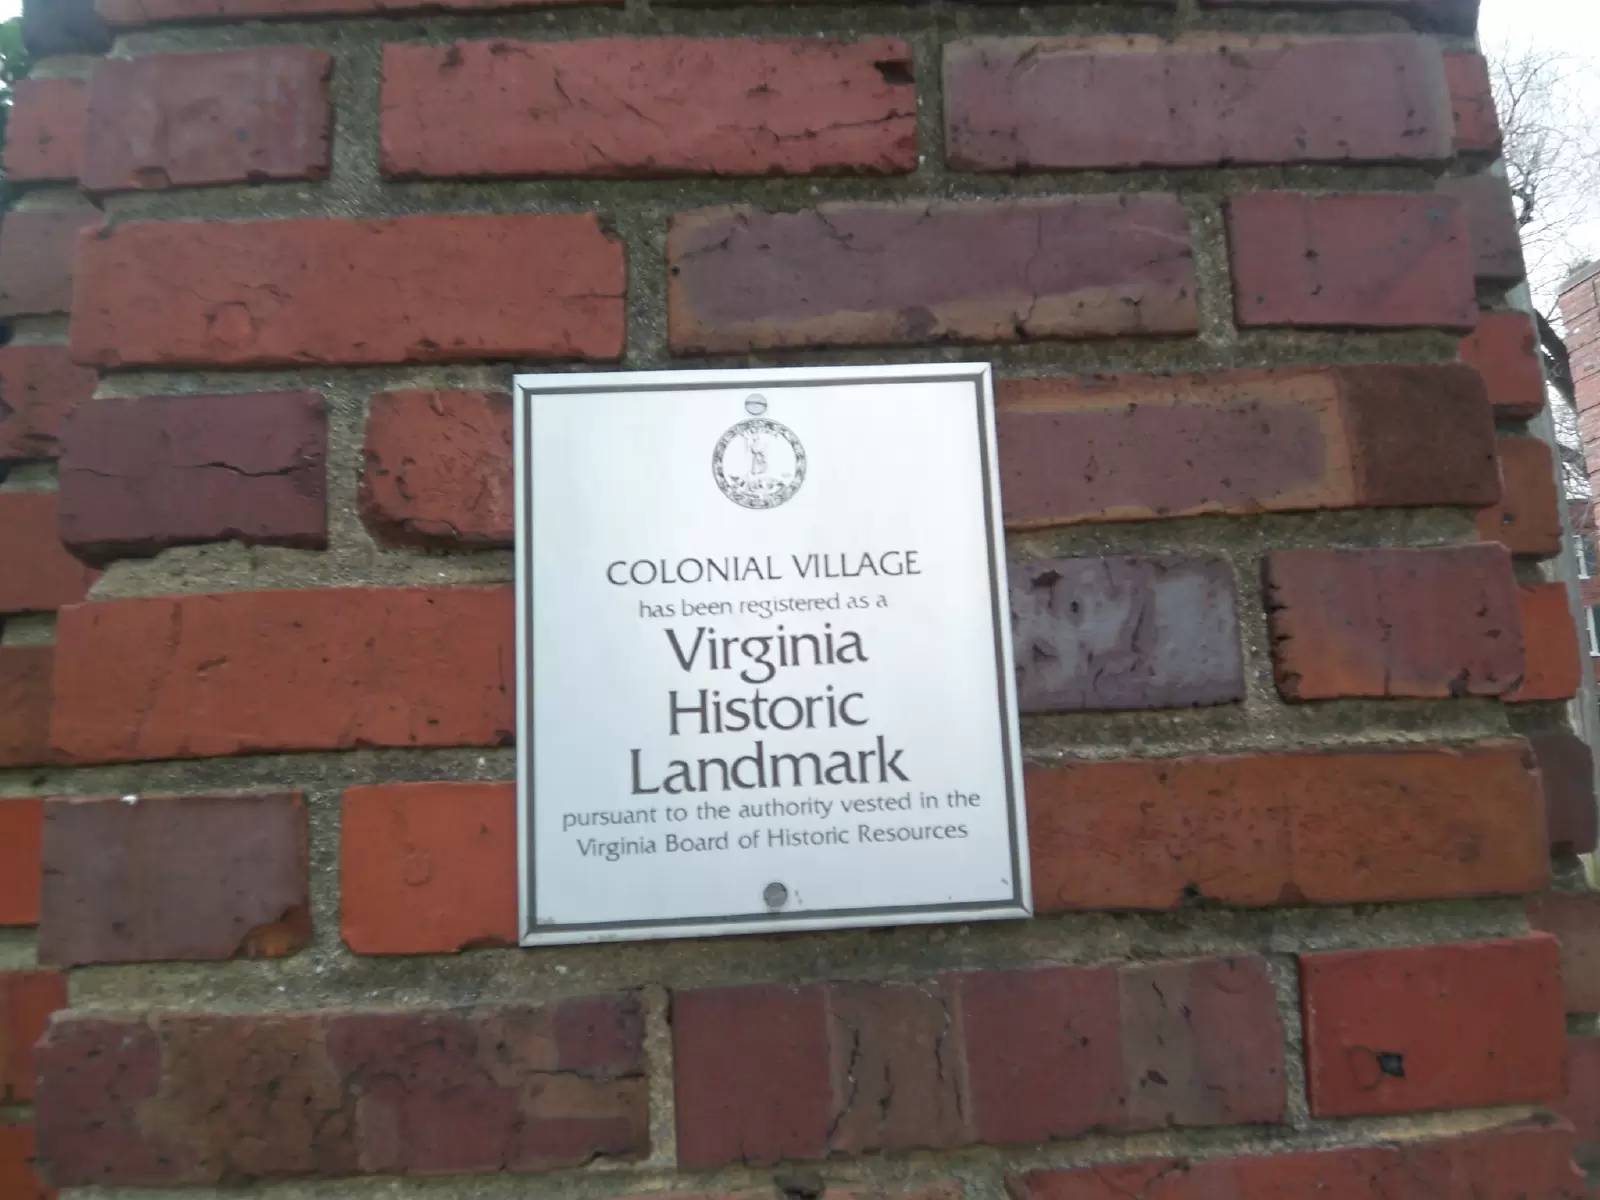 COLONIAL VILLAGE
has been registered as a
Virginia
Historic
Landmark
pursuant to the authority vested in the
Virginia Board of Historic Resources